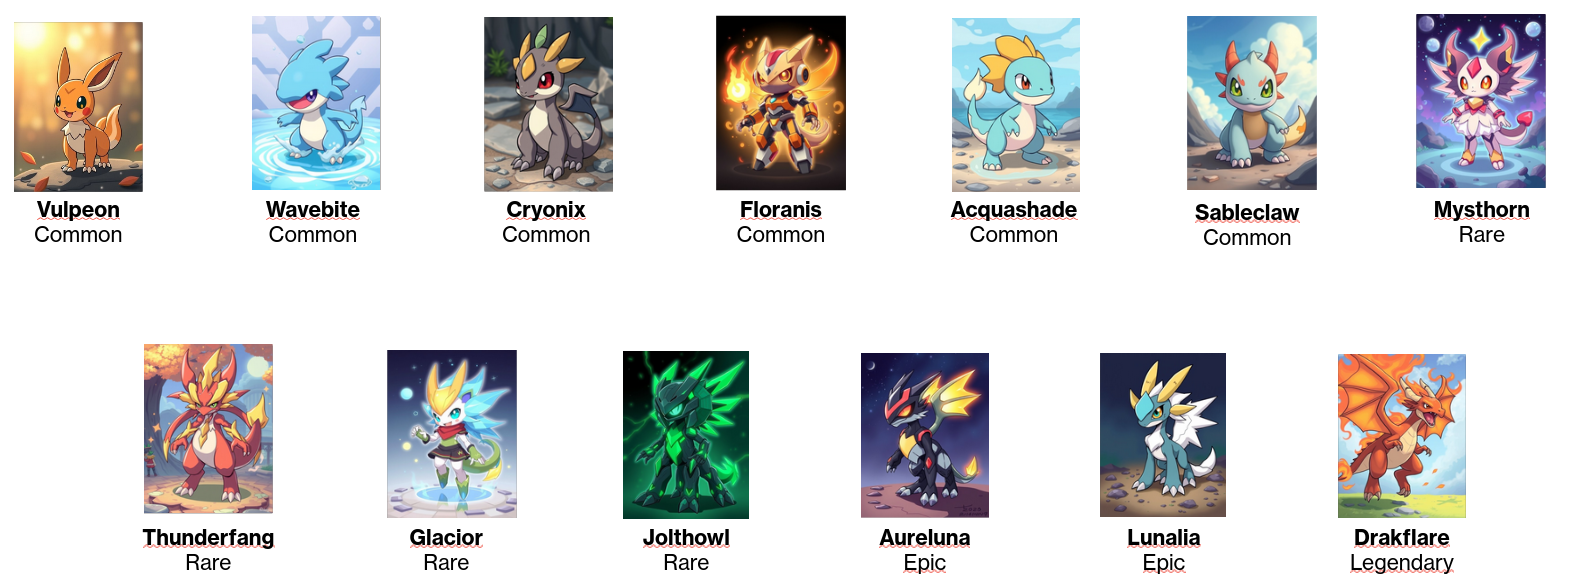 Vulpeon
Common
Wavebite
Common
Cryonix
Common
Floranis
Common
Acquashade
Common
Sableclaw
Common
Mysthorn
Rare
Thunderfang
Rare
Glacior
Rare
Jolthowl
Rare
Aureluna
Epic
Lunalia
Epic
Drakflare
Legendary